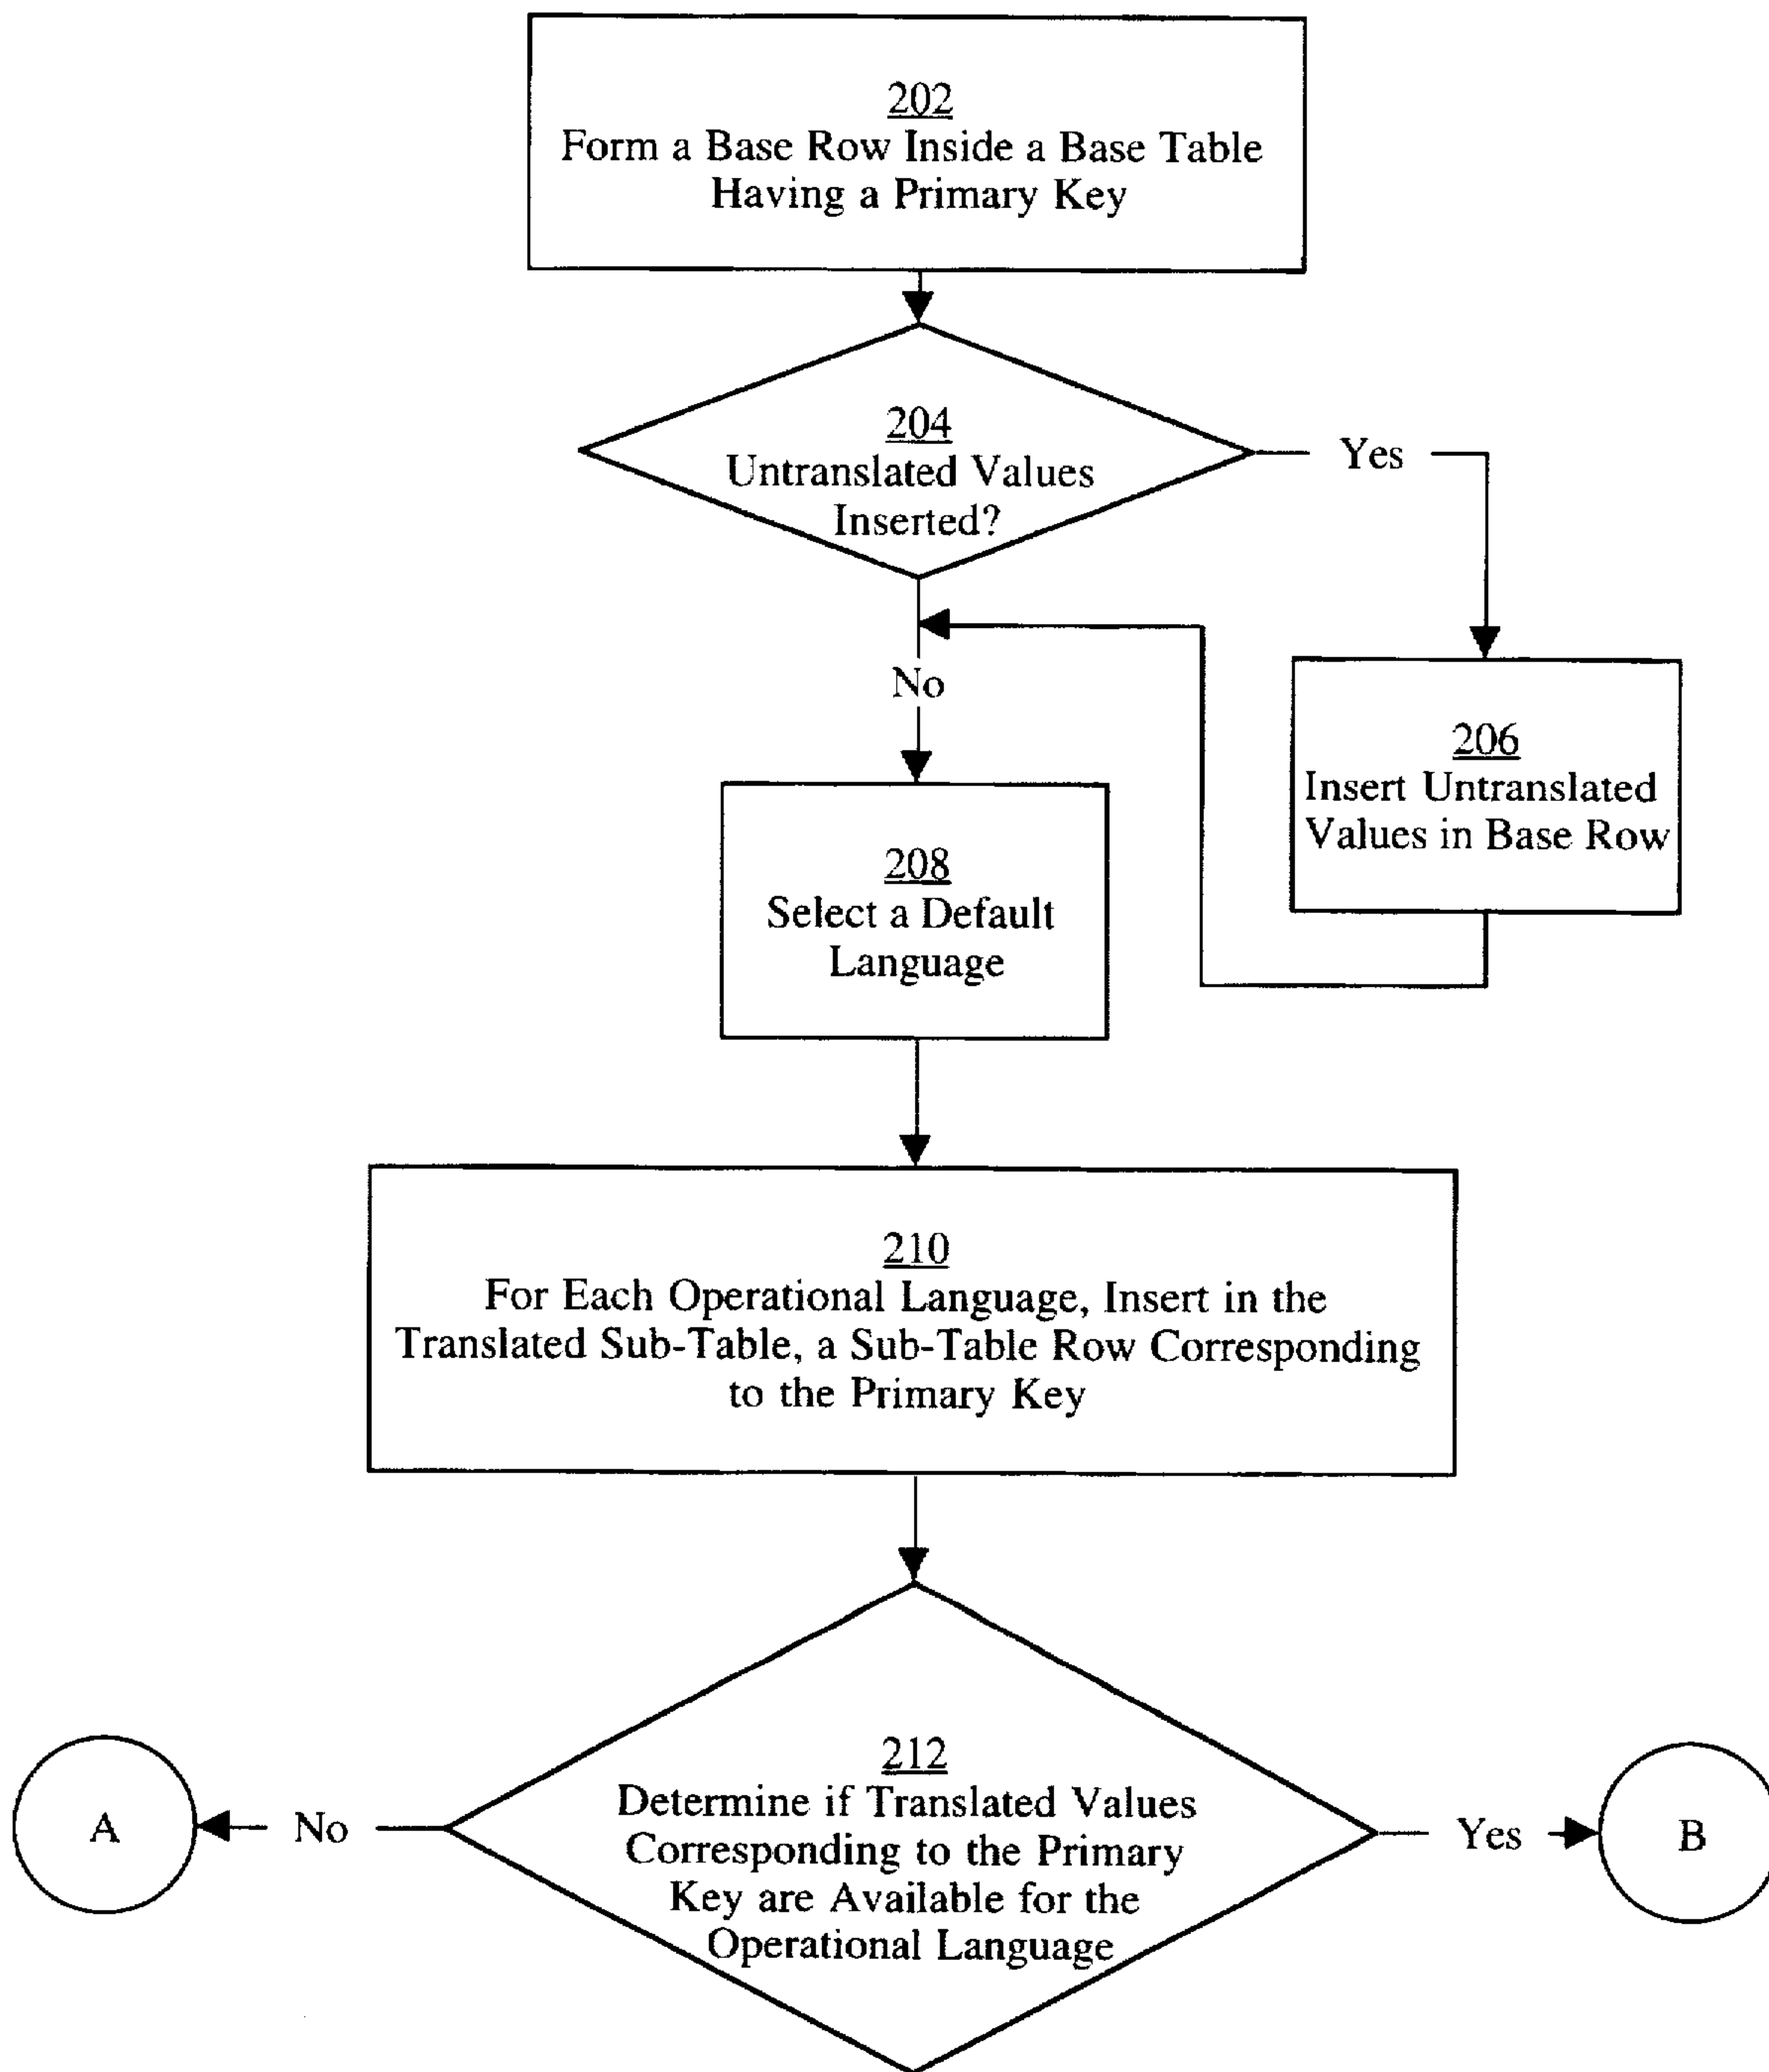 202
Form a Base Row Inside a Base Table
Having a Primary Key
204
Untranslated Values
Inserted?
Yes
No
206
Insert Untranslated
Values in Base Row
208
Select a Default
Language
210
For Each Operational Language, Insert in the
Translated Sub-Table, a Sub-Table Row Corresponding
to the Primary Key
212
Determine if Translated Values
Corresponding to the Primary
Key are Available for the
Operational Language
A
No
Yes
B